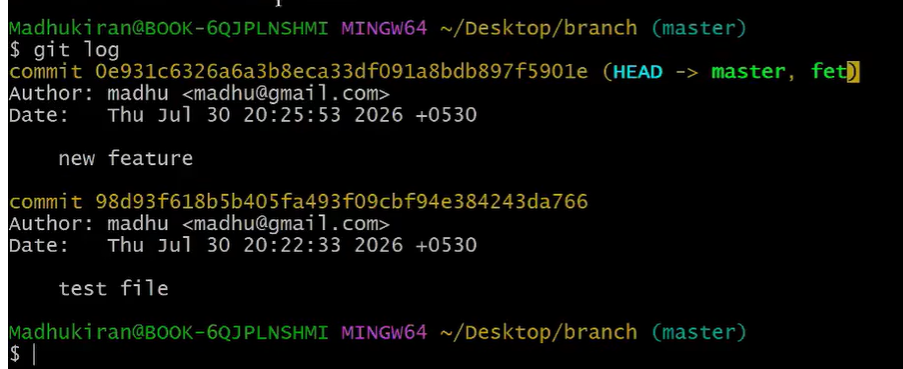 Madhukiran@BOOK-6QJPLNSHMI MINGW64 ~/Desktop/branch (master)
$ git log
commit 0e931c6326a6a3b8eca33df091a8bdb897f5901e (HEAD -> master, fet)
Author: madhu <madhu@gmail.com>
Date:   Thu Jul 30 20:25:53 2026 +0530
    new feature
commit 98d93f618b5b405fa493f09cbf94e384243da766
Author: madhu <madhu@gmail.com>
Date:   Thu Jul 30 20:22:33 2026 +0530
    test file
Madhukiran@BOOK-6QJPLNSHMI MINGW64 ~/Desktop/branch (master)
$